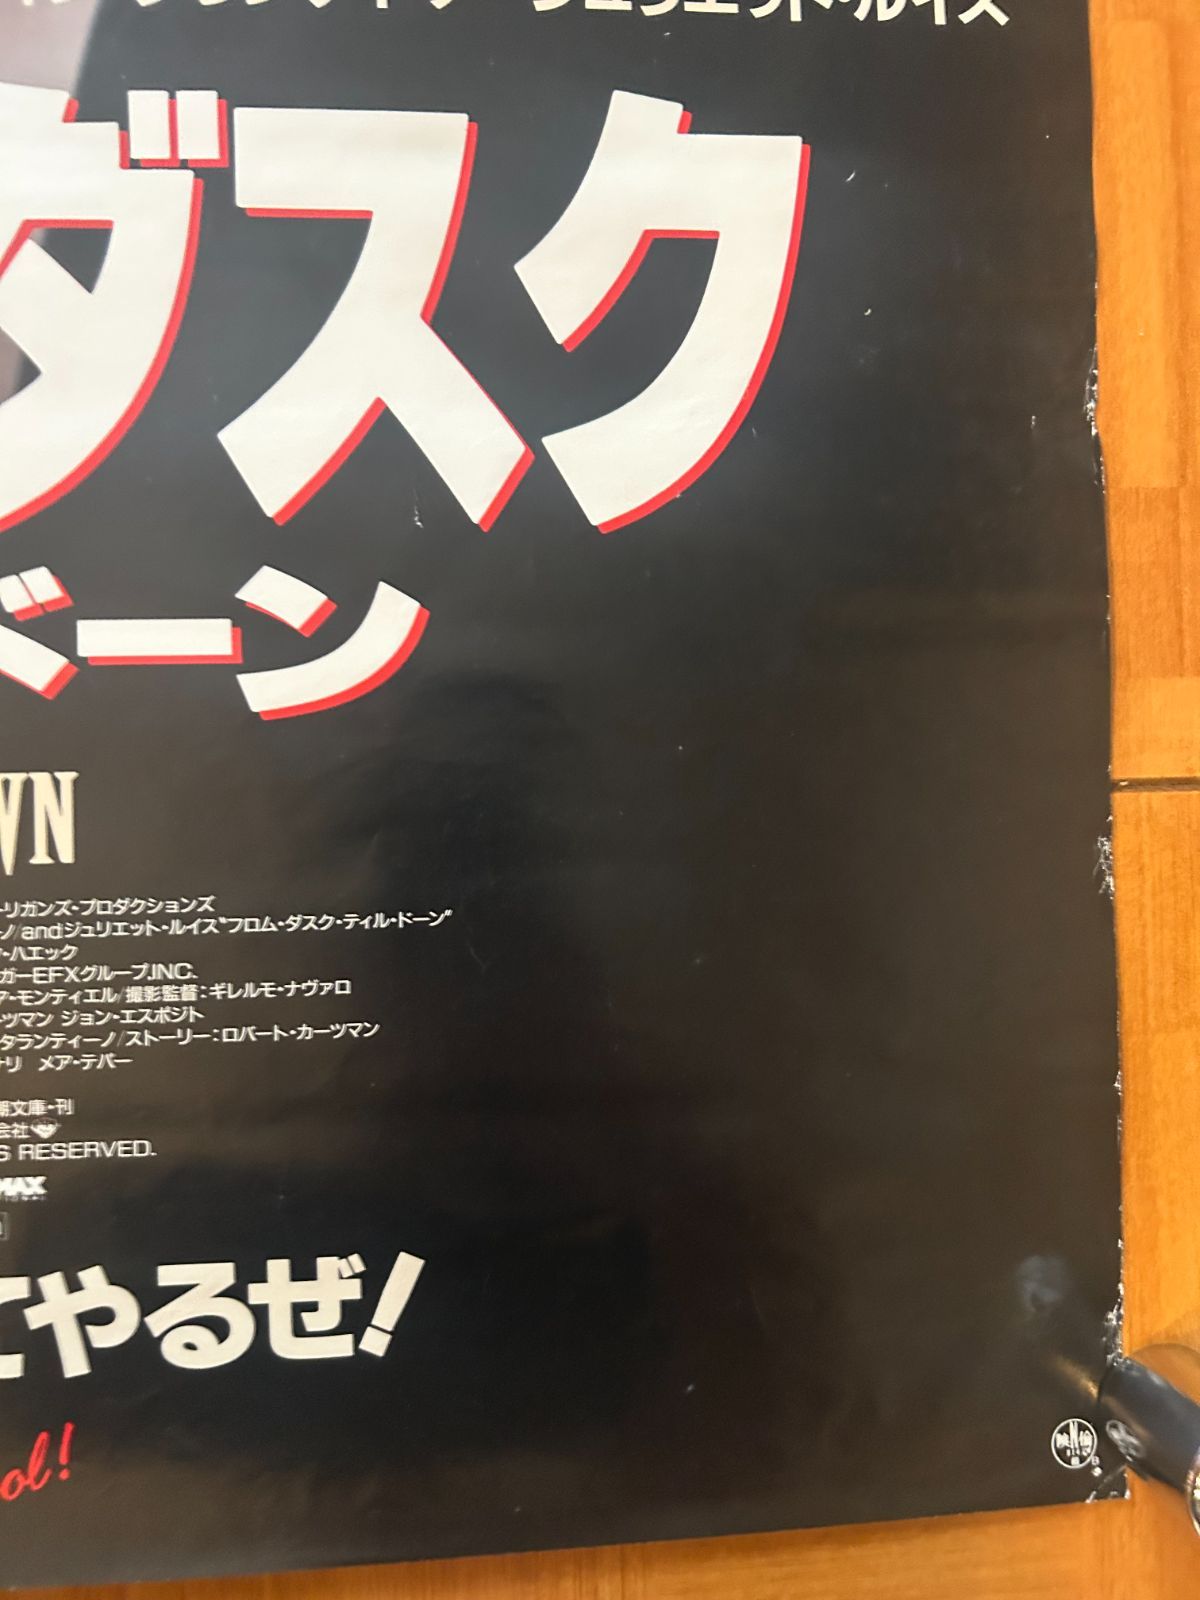 ジュリエット・ルイス
ダスク
ドーン
WN
リガンズ・プロダクションズ
ノ/andジュリエット・ルイス"フロム・ダスク・ティル・ドーン"
・ハエック
ガーEFXグループ,INC.
ア・モンティエル/撮影監督:ギレルモ・ナヴァロ
ーツマン ジョン・エスポジト
タランティーノ/ストーリー:ロバート・カーツマン
ナリ メア・テパー
潮文庫・刊
会社
S RESERVED.
MAX
てやるぜ!
ol!
映倫